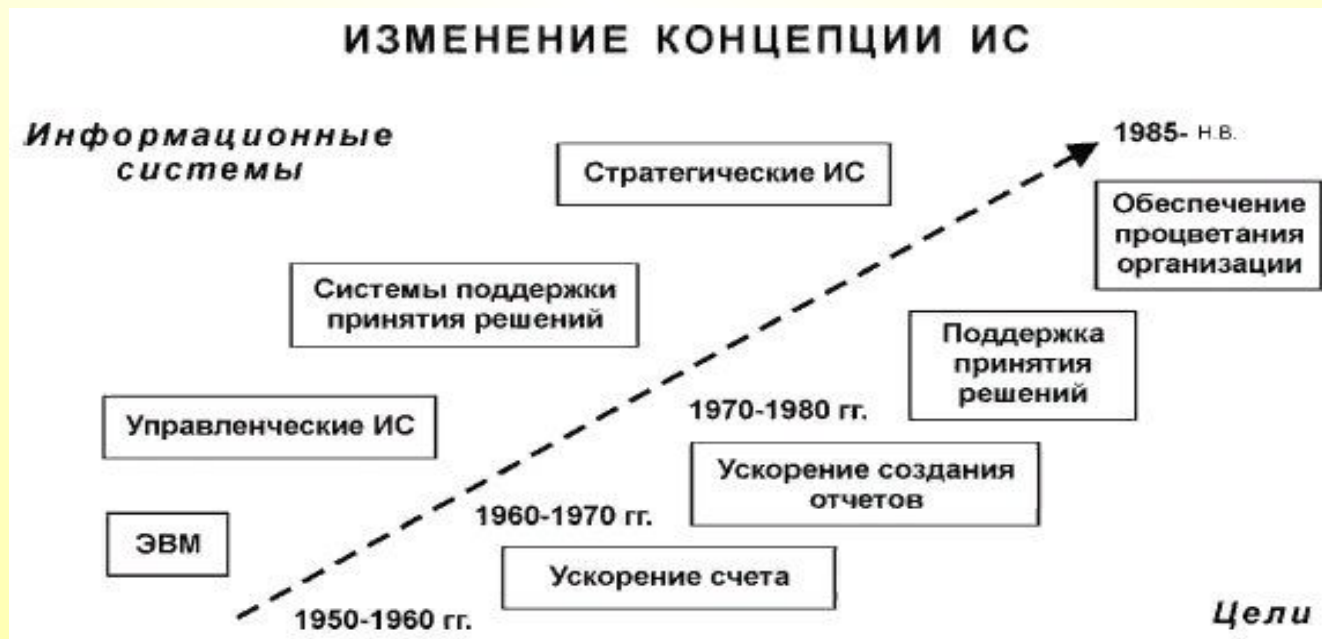 ИЗМЕНЕНИЕ КОНЦЕПЦИИ ИС
Информационные
системы
1985- н.в.
Стратегические ИС
Обеспечение
процветания
организации
Системы поддержки
принятия решений
Поддержка
принятия
решений
1970-1980 гг.
Управленческие ИС
Ускорение создания
отчетов
1960-1970 гг.
ЭВМ
Ускорение счета
1950-1960 гг.
Цели